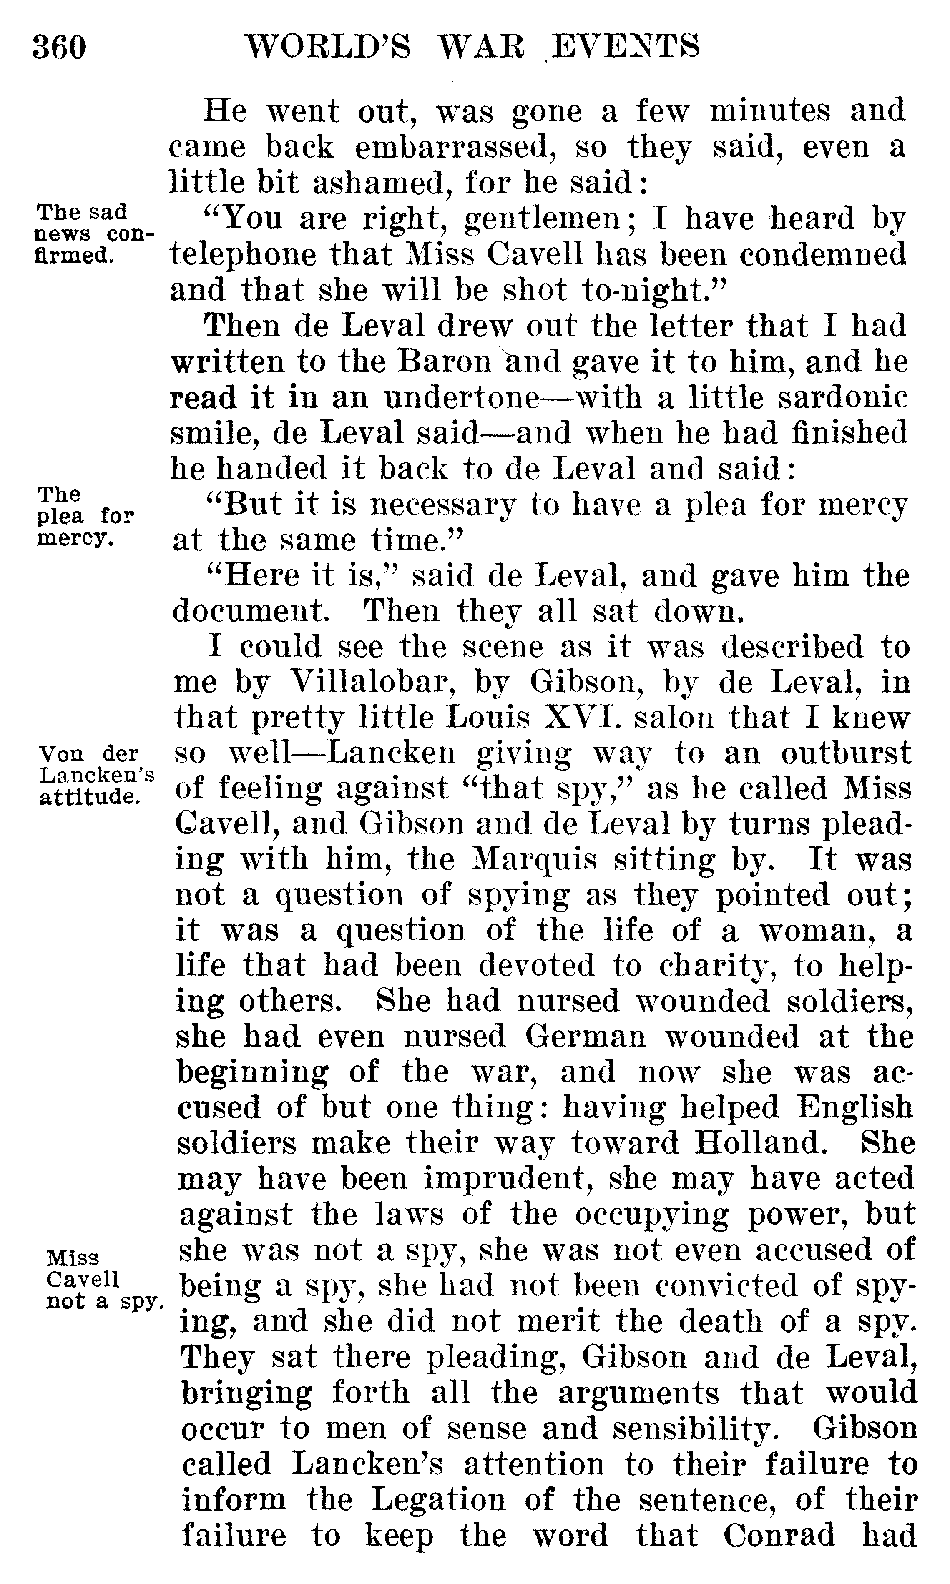 360 WORLD'S WAR EVENTS
He went out, was gone a few minutes and
came back embarrassed, so they said, even a
little bit ashamed, for he said:
The sad
news con-
firmed.
“You are right, gentlemen; I have heard by
telephone that Miss Cavell has been condemned
and that she will be shot to-night.”
Then de Leval drew out the letter that I had
written to the Baron and gave it to him, and he
read it in an undertone—with a little sardonic
smile, de Leval said—and when he had finished
he handed it back to de Leval and said:
The
plea for
mercy.
“But it is necessary to have a plea for mercy
at the same time.”
“Here it is,” said de Leval, and gave him the
document. Then they all sat down.
I could see the scene as it was described to
me by Villalobar, by Gibson, by de Leval, in
that pretty little Louis XVI. salon that I knew
Von der
Lancken's
attitude.
so well—Lancken giving way to an outburst
of feeling against “that spy,” as he called Miss
Cavell, and Gibson and de Leval by turns plead-
ing with him, the Marquis sitting by. It was
not a question of spying as they pointed out;
it was a question of the life of a woman, a
life that had been devoted to charity, to help-
ing others. She had nursed wounded soldiers,
she had even nursed German wounded at the
beginning of the war, and now she was ac-
cused of but one thing: having helped English
soldiers make their way toward Holland. She
may have been imprudent, she may have acted
against the laws of the occupying power, but
Miss
Cavell
not a spy.
she was not a spy, she was not even accused of
being a spy, she had not been convicted of spy-
ing, and she did not merit the death of a spy.
They sat there pleading, Gibson and de Leval,
bringing forth all the arguments that would
occur to men of sense and sensibility. Gibson
called Lancken's attention to their failure to
inform the Legation of the sentence, of their
failure to keep the word that Conrad had